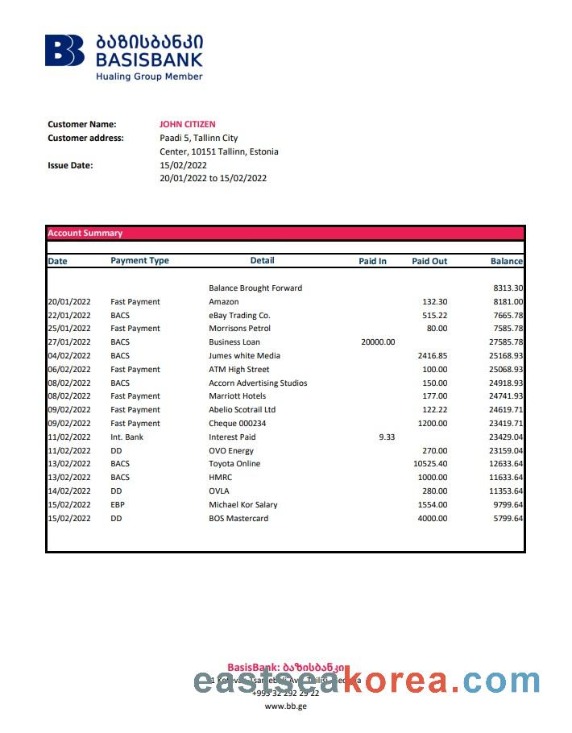 ბაზისბანკი
BASISBANK
Hualing Group Member
Customer Name: JOHN CITIZEN
Customer address: Paadi 5, Tallinn City
Center, 10151 Tallinn, Estonia
Issue Date: 15/02/2022
20/01/2022 to 15/02/2022
Account Summary
Date Payment Type Detail Paid In Paid Out Balance
Balance Brought Forward 8313.30
20/01/2022 Fast Payment Amazon 132.30 8181.00
22/01/2022 BACS eBay Trading Co. 515.22 7665.78
25/01/2022 Fast Payment Morrisons Petrol 80.00 7585.78
27/01/2022 BACS Business Loan 20000.00 27585.78
04/02/2022 BACS Jumes white Media 2416.85 25168.93
06/02/2022 Fast Payment ATM High Street 100.00 25068.93
08/02/2022 BACS Accorn Advertising Studios 150.00 24918.93
08/02/2022 Fast Payment Marriott Hotels 177.00 24741.93
09/02/2022 Fast Payment Abelio Scotrail Ltd 122.22 24619.71
09/02/2022 Fast Payment Cheque 000234 1200.00 23419.71
11/02/2022 Int. Bank Interest Paid 9.33 23429.04
11/02/2022 DD OVO Energy 270.00 23159.04
13/02/2022 BACS Toyota Online 10525.40 12633.64
13/02/2022 BACS HMRC 1000.00 11633.64
14/02/2022 DD OVLA 280.00 11353.64
15/02/2022 EBP Michael Kor Salary 1554.00 9799.64
15/02/2022 DD BOS Mastercard 4000.00 5799.64
BasisBank: ბაზისბანკი
eastseakorea.com
+995 32 292 29 22
www.bb.ge